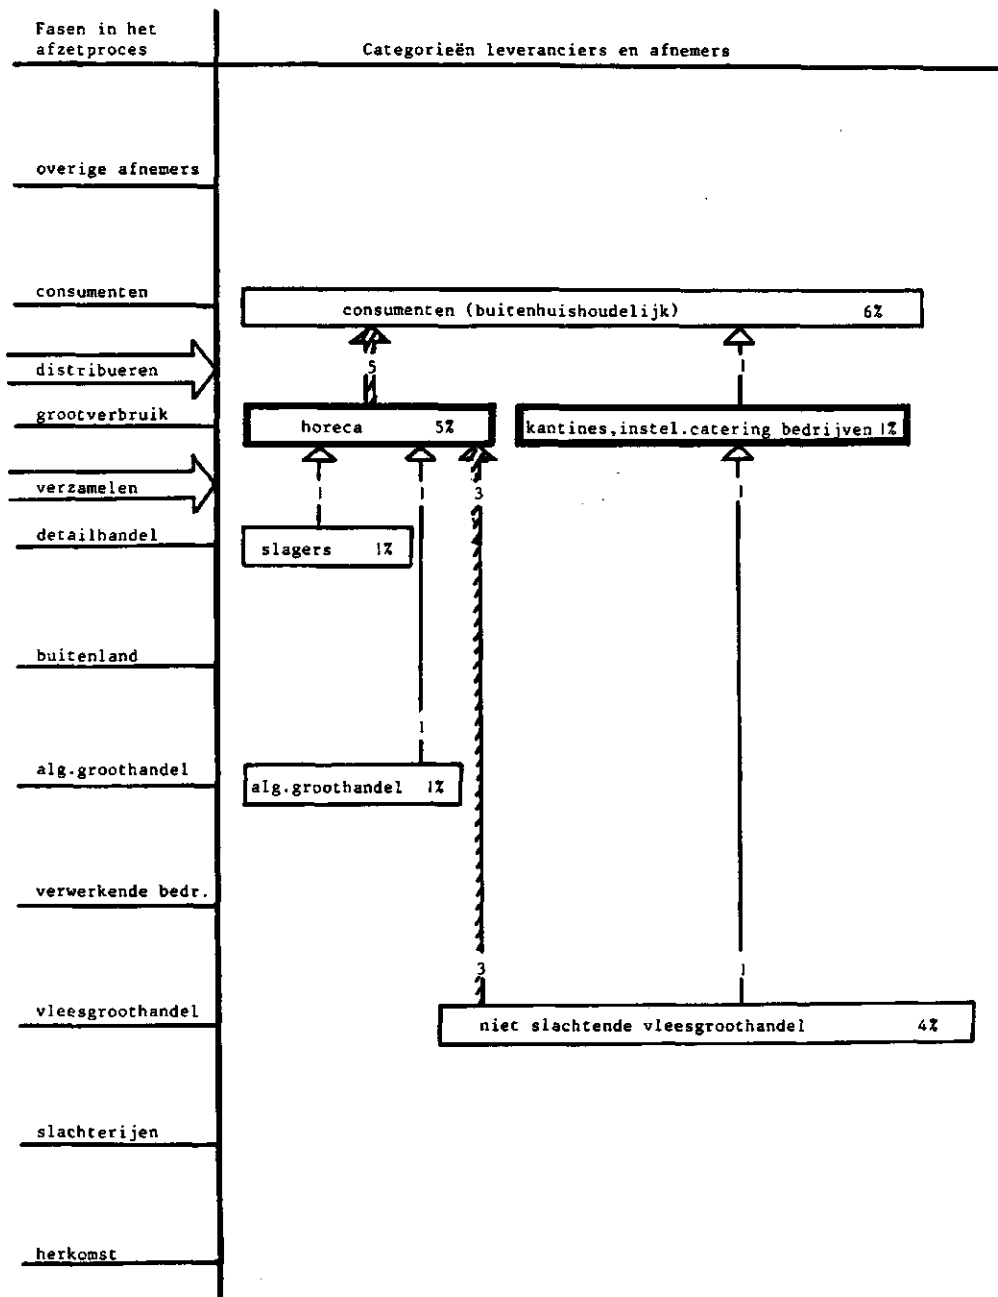 Fasen in het
afzetproces
Categorieën leveranciers en afnemers
overige afnemers
consumenten
consumenten (buitenhuishoudelijk) 6%
5
1
distribueren
grootverbruik
horeca 5%
kantines,instel.catering bedrijven 1%
1
1
3
1
verzamelen
detailhandel
slagers 1%
buitenland
1
alg.groothandel
alg.groothandel 1%
verwerkende bedr.
3
1
vleesgroothandel
niet slachtende vleesgroothandel 4%
slachterijen
herkomst